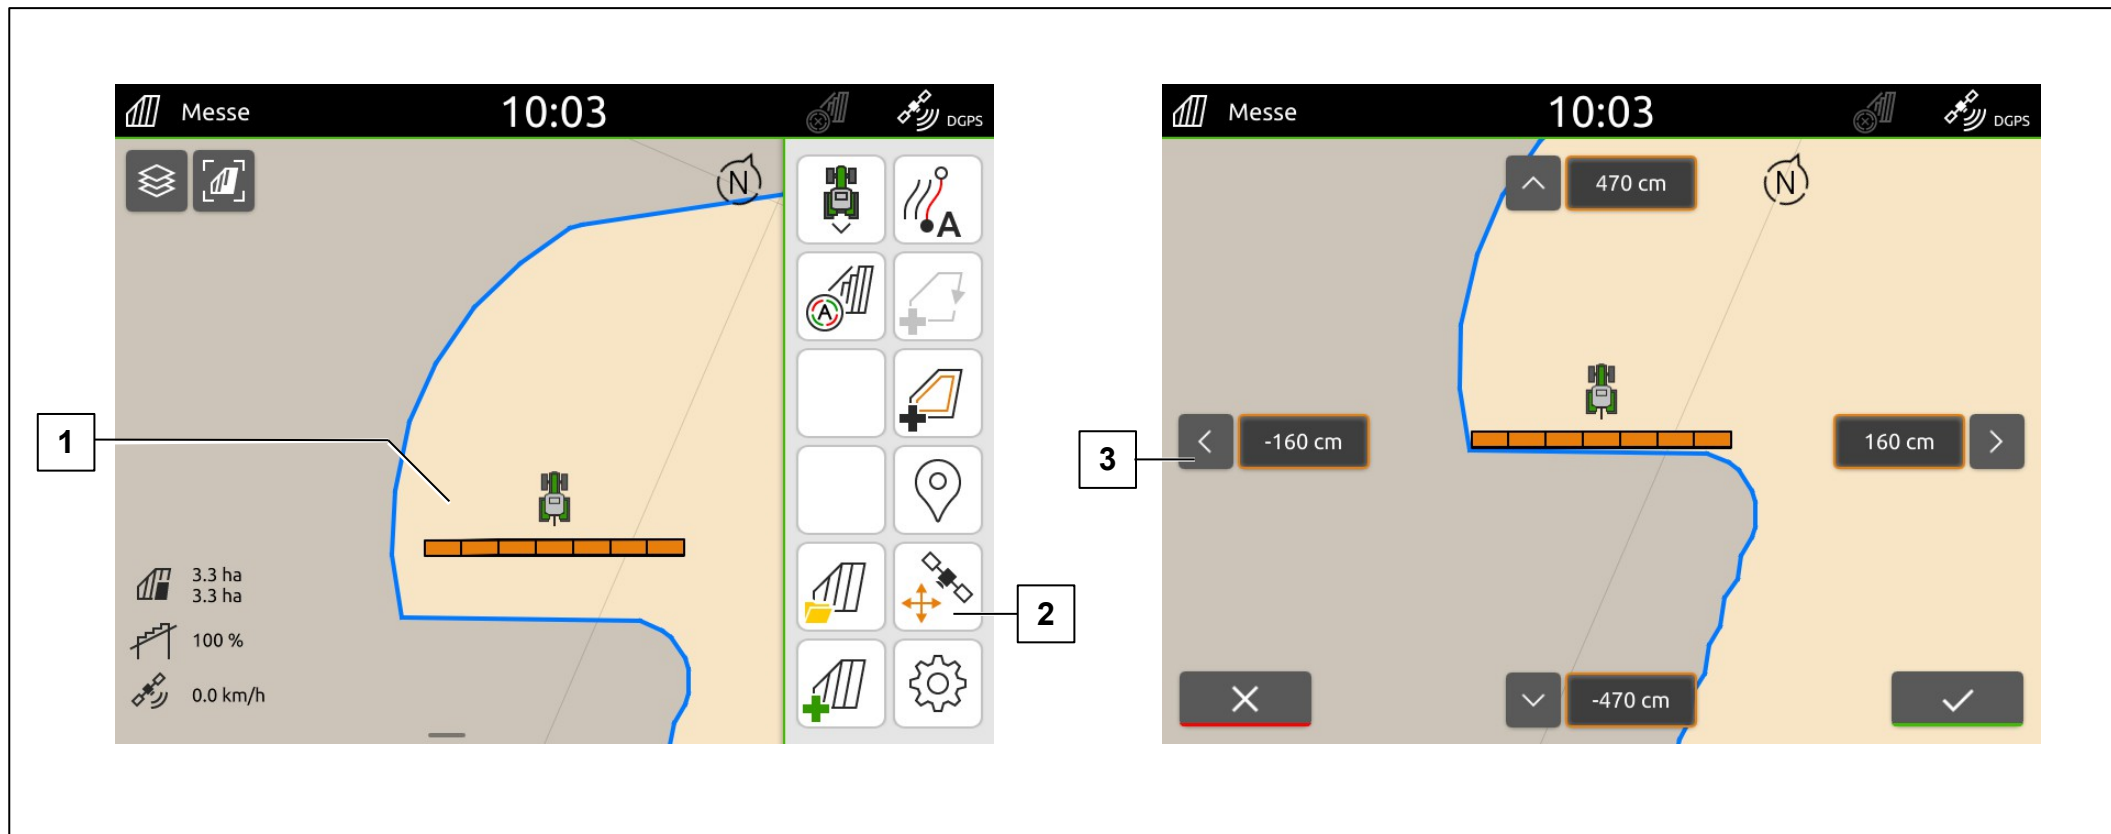 Messe
10:03
DGPS
N
A
A
3.3 ha
3.3 ha
100 %
0.0 km/h
1
2
Messe
10:03
DGPS
470 cm
N
-160 cm
160 cm
-470 cm
3